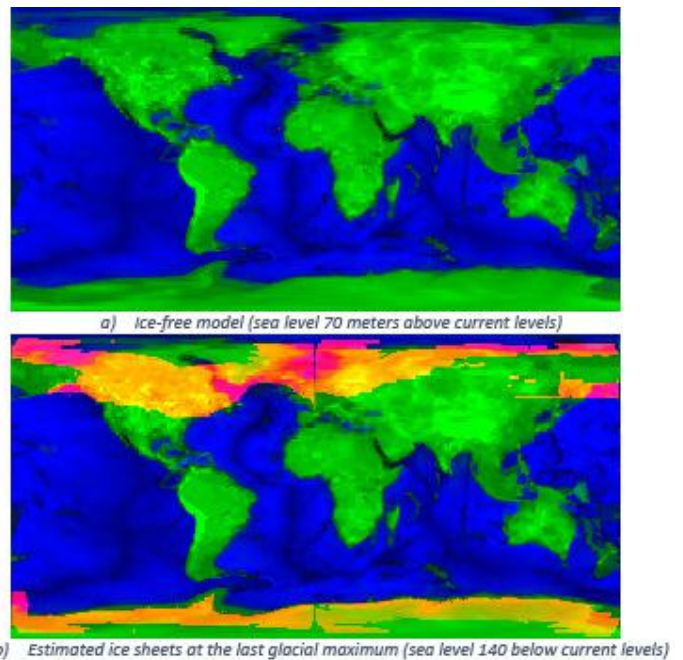 a) Ice-free model (sea level 70 meters above current levels)
) Estimated ice sheets at the last glacial maximum (sea level 140 below current levels)